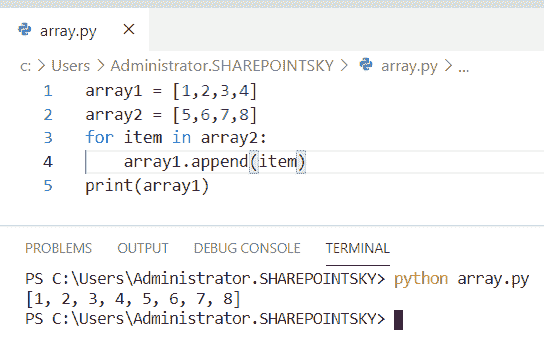 array.py ×
c: > Users > Administrator.SHAREPOINTSKY > array.py > ...
1 array1 = [1,2,3,4]
2 array2 = [5,6,7,8]
3 for item in array2:
4 array1.append(item)
5 print(array1)
PROBLEMS OUTPUT DEBUG CONSOLE TERMINAL
PS C:\Users\Administrator.SHAREPOINTSKY> python array.py
[1, 2, 3, 4, 5, 6, 7, 8]
PS C:\Users\Administrator.SHAREPOINTSKY>